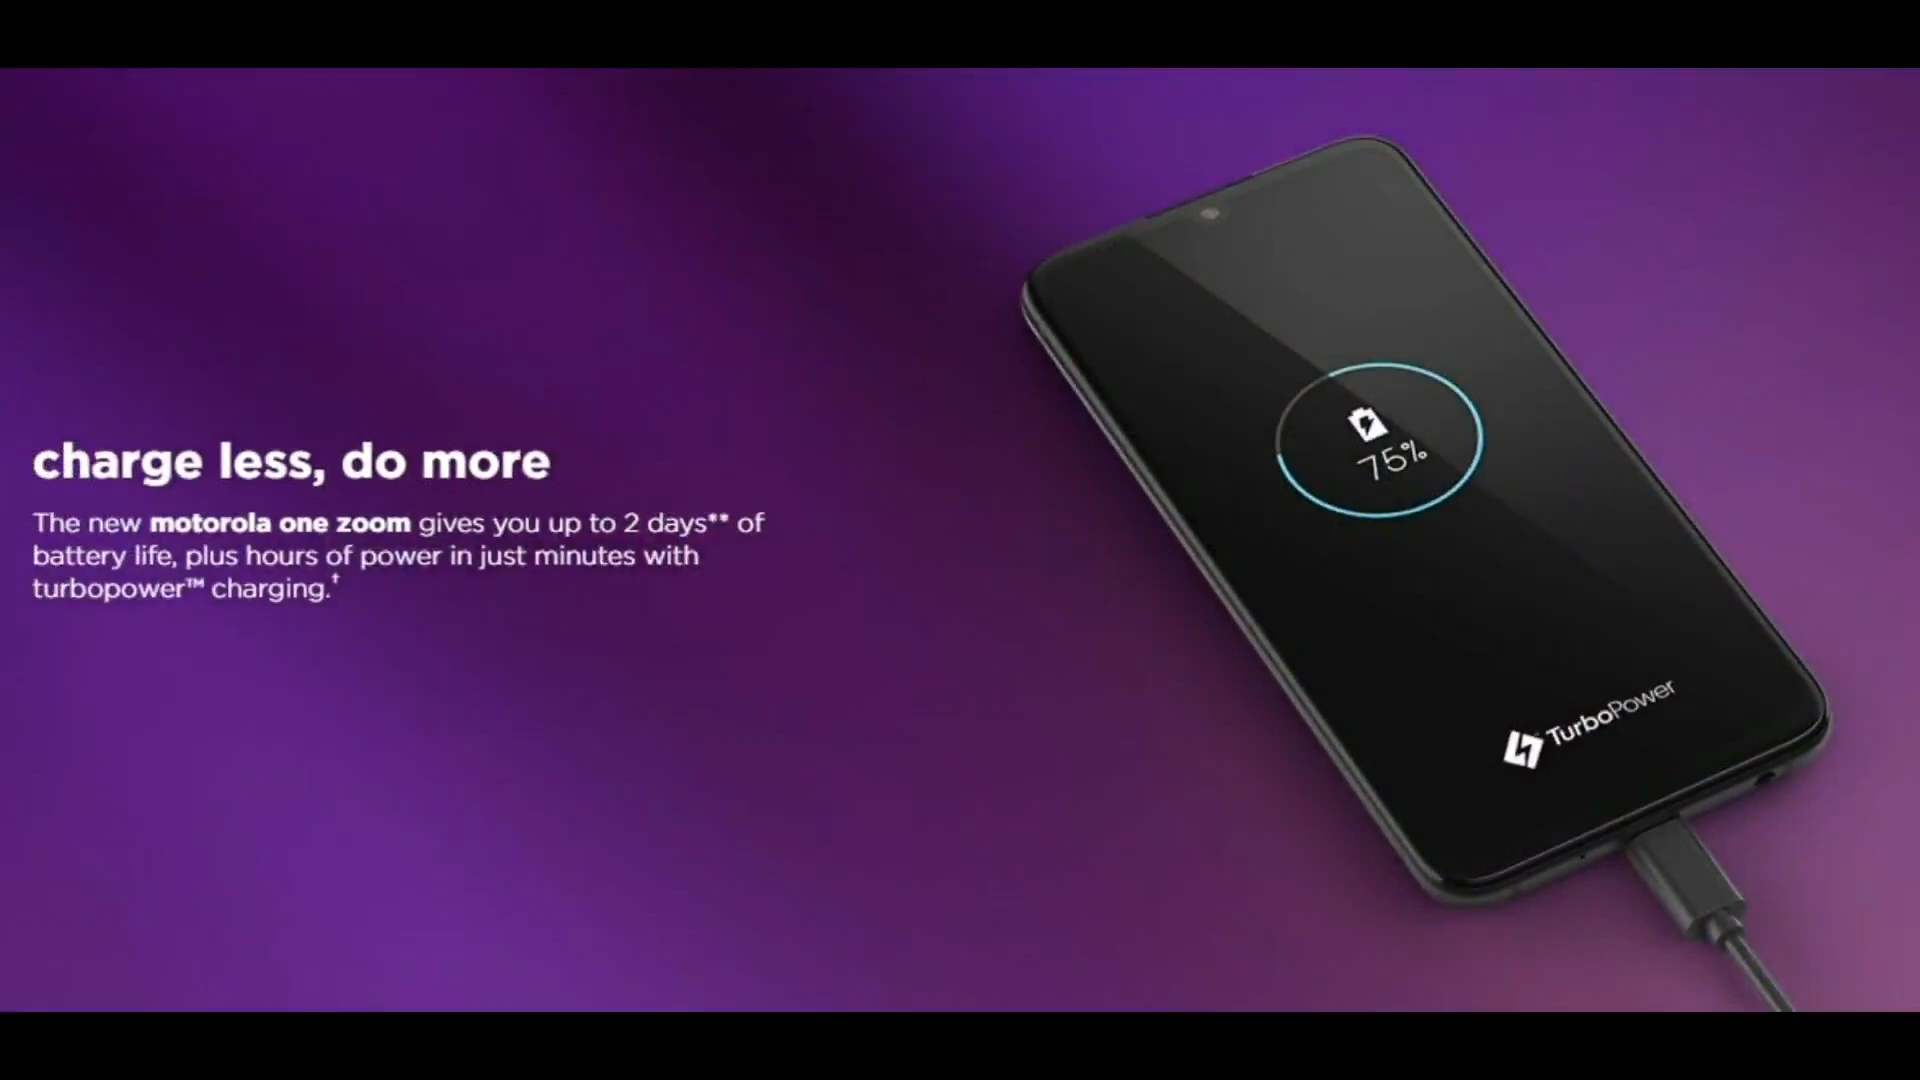 charge less, do more
The new motorola one zoom gives you up to 2 days** of
battery life, plus hours of power in just minutes with
turbopower™ charging.†
75%
TurboPower